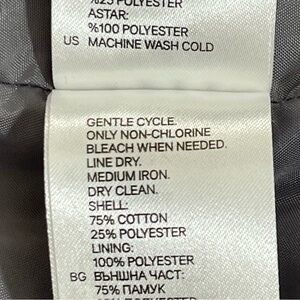 %25 POLYESTER
ASTAR:
%100 POLYESTER
US MACHINE WASH COLD
GENTLE CYCLE.
ONLY NON-CHLORINE
BLEACH WHEN NEEDED.
LINE DRY.
MEDIUM IRON.
DRY CLEAN.
SHELL:
75% COTTON
25% POLYESTER
LINING:
100% POLYESTER
BG ВЪНШНА ЧАСТ:
75% ПАМУК